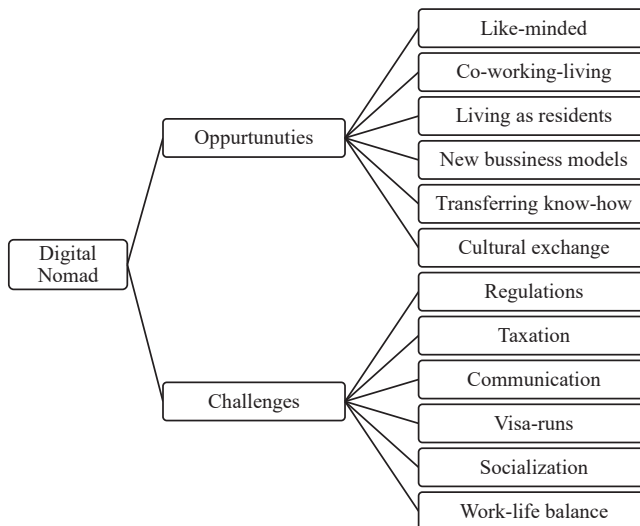 Like-minded
Co-working-living
Living as residents
Oppurtunuties
New bussiness models
Transferring know-how
Cultural exchange
Digital
Nomad
Regulations
Taxation
Challenges
Communication
Visa-runs
Socialization
Work-life balance